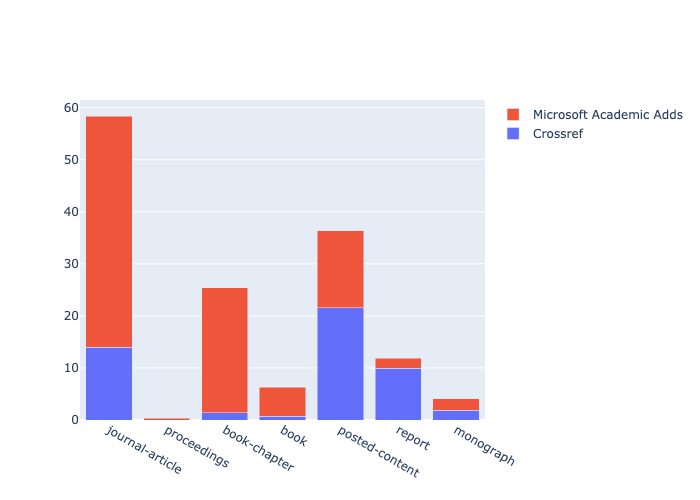 Microsoft Academic Adds
Crossref
60
50
40
30
20
10
0
journal-article
proceedings
book-chapter
book
posted-content
report
monograph